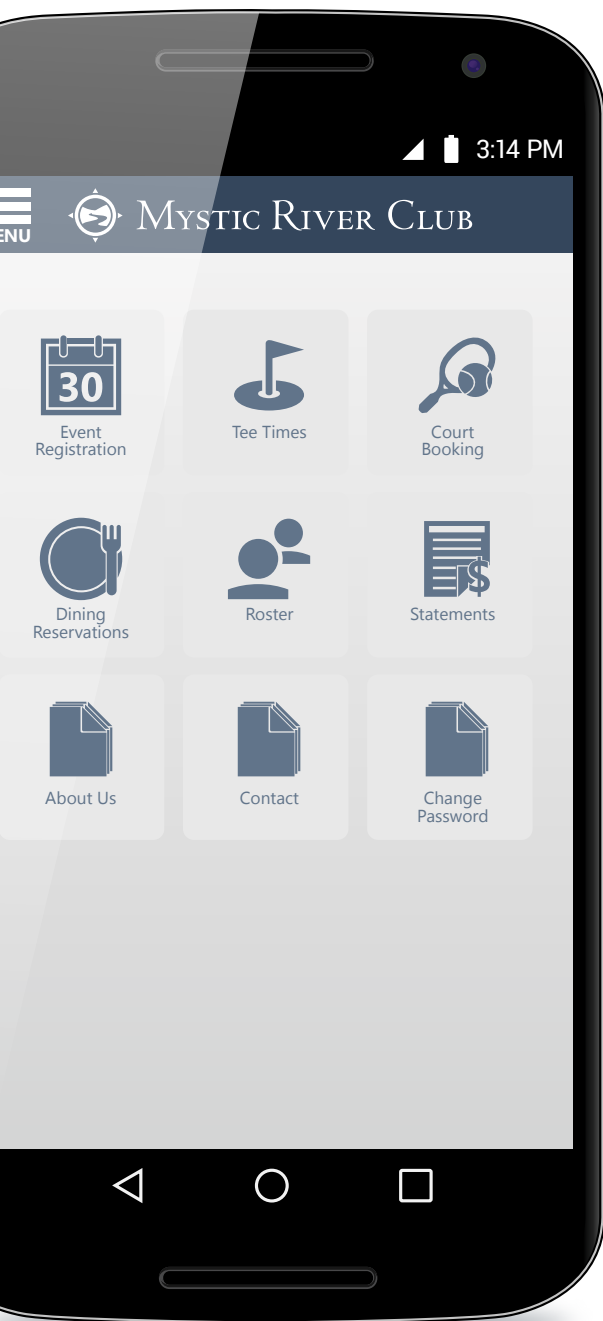 3:14 PM
ENU
Mystic River Club
30
Event
Registration
Tee Times
Court
Booking
Dining
Reservations
Roster
Statements
$
About Us
Contact
Change
Password